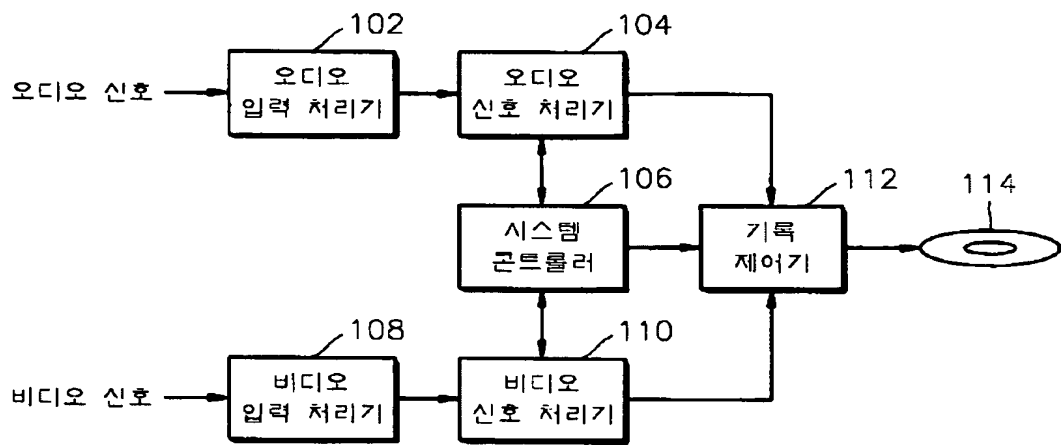 102
104
오디오 신호
오디오
입력 처리기
오디오
신호 처리기
106
112
114
시스템
콘트롤러
기록
제어기
108
110
비디오 신호
비디오
입력 처리기
비디오
신호 처리기